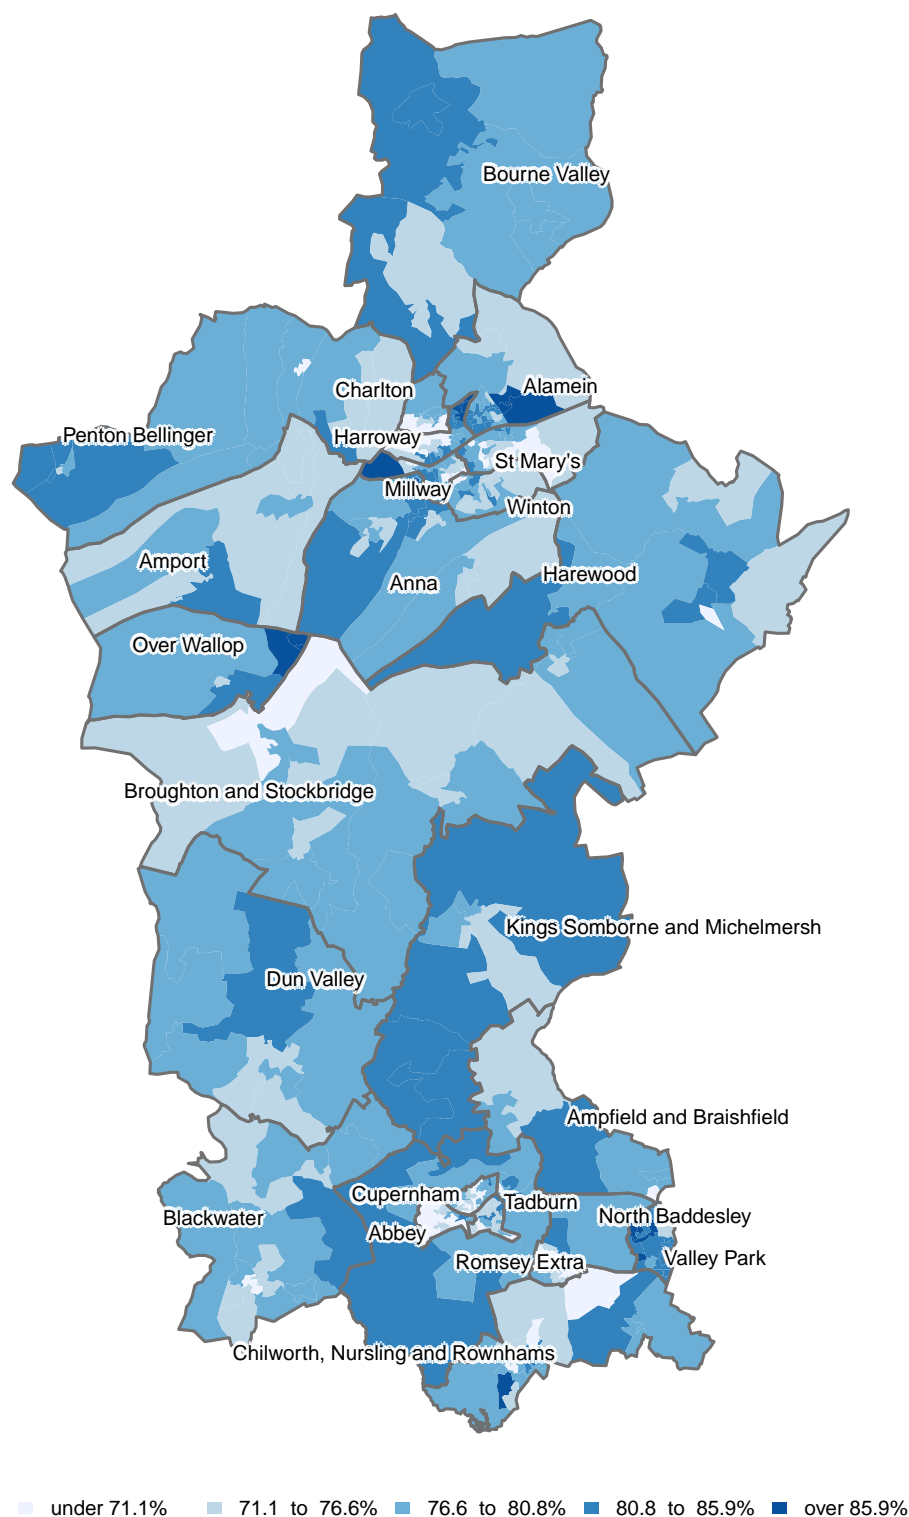 Bourne Valley
Alamein
Charlton
Penton Bellinger
Harroway
St Mary's
Millway
Winton
Amport
Harewood
Anna
Over Wallop
Broughton and Stockbridge
Kings Somborne and Michelmersh
Dun Valley
Ampfield and Braishfield
Cupernham
Tadburn
Blackwater
North Baddesley
Abbey
Valley Park
Romsey Extra
Chilworth, Nursling and Rownhams
under 71.1% 71.1 to 76.6% 76.6 to 80.8% 80.8 to 85.9% over 85.9%